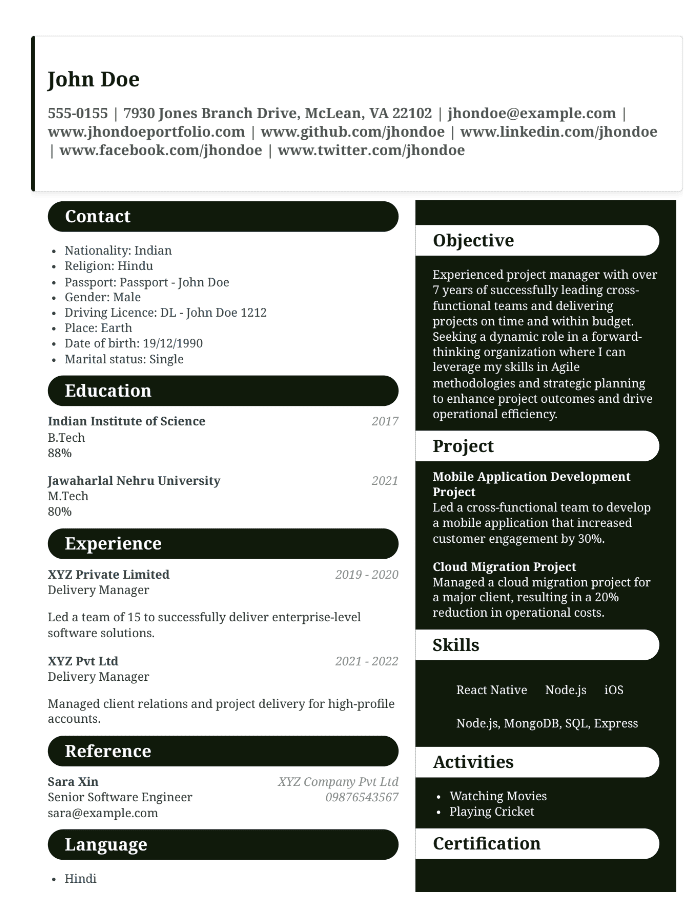 John Doe
555-0155 | 7930 Jones Branch Drive, McLean, VA 22102 | jhondoe@example.com |
www.jhondoeportfolio.com | www.github.com/jhondoe | www.linkedin.com/jhondoe
| www.facebook.com/jhondoe | www.twitter.com/jhondoe
Contact
• Nationality: Indian
• Religion: Hindu
• Passport: Passport - John Doe
• Gender: Male
• Driving Licence: DL - John Doe 1212
• Place: Earth
• Date of birth: 19/12/1990
• Marital status: Single
Education
Indian Institute of Science 2017
B.Tech
88%
Jawaharlal Nehru University 2021
M.Tech
80%
Experience
XYZ Private Limited 2019 - 2020
Delivery Manager
Led a team of 15 to successfully deliver enterprise-level
software solutions.
XYZ Pvt Ltd 2021 - 2022
Delivery Manager
Managed client relations and project delivery for high-profile
accounts.
Reference
Sara Xin XYZ Company Pvt Ltd
Senior Software Engineer 09876543567
sara@example.com
Language
• Hindi
Objective
Experienced project manager with over
7 years of successfully leading cross-
functional teams and delivering
projects on time and within budget.
Seeking a dynamic role in a forward-
thinking organization where I can
leverage my skills in Agile
methodologies and strategic planning
to enhance project outcomes and drive
operational efficiency.
Project
Mobile Application Development
Project
Led a cross-functional team to develop
a mobile application that increased
customer engagement by 30%.
Cloud Migration Project
Managed a cloud migration project for
a major client, resulting in a 20%
reduction in operational costs.
Skills
React Native Node.js iOS
Node.js, MongoDB, SQL, Express
Activities
• Watching Movies
• Playing Cricket
Certification